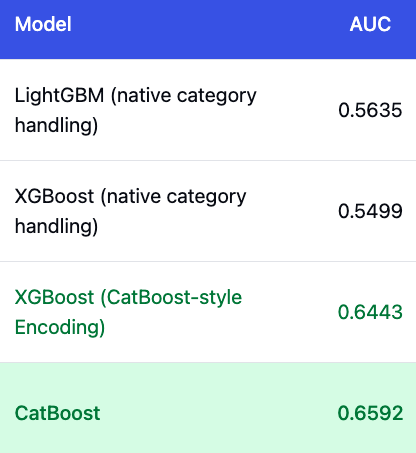 Model AUC
LightGBM (native category
handling) 0.5635
XGBoost (native category
handling) 0.5499
XGBoost (CatBoost-style
Encoding) 0.6443
CatBoost 0.6592